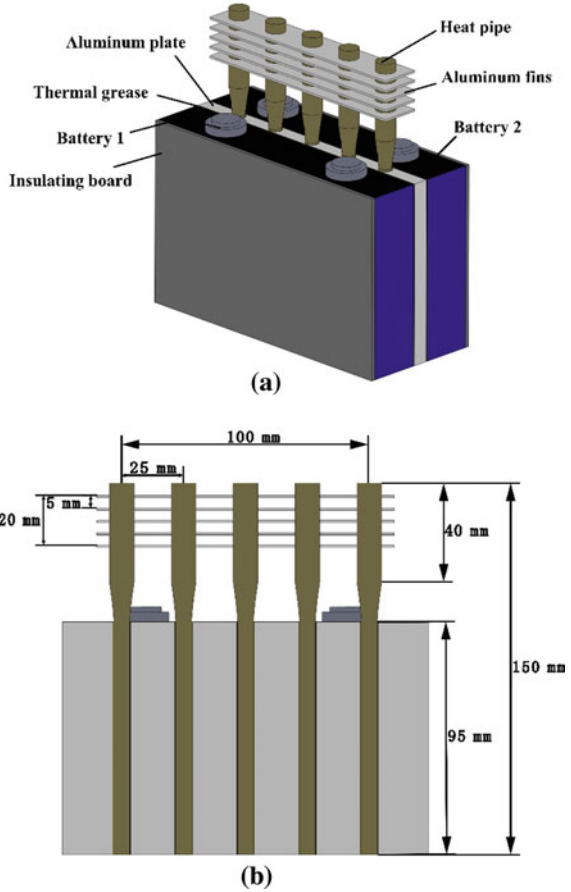 Heat pipe
Aluminum plate
Aluminum fins
Thermal grease
Battery 1
Battery 2
Insulating board
(a)
100 mm
25 mm
5 mm
20 mm
40 mm
150 mm
95 mm
(b)